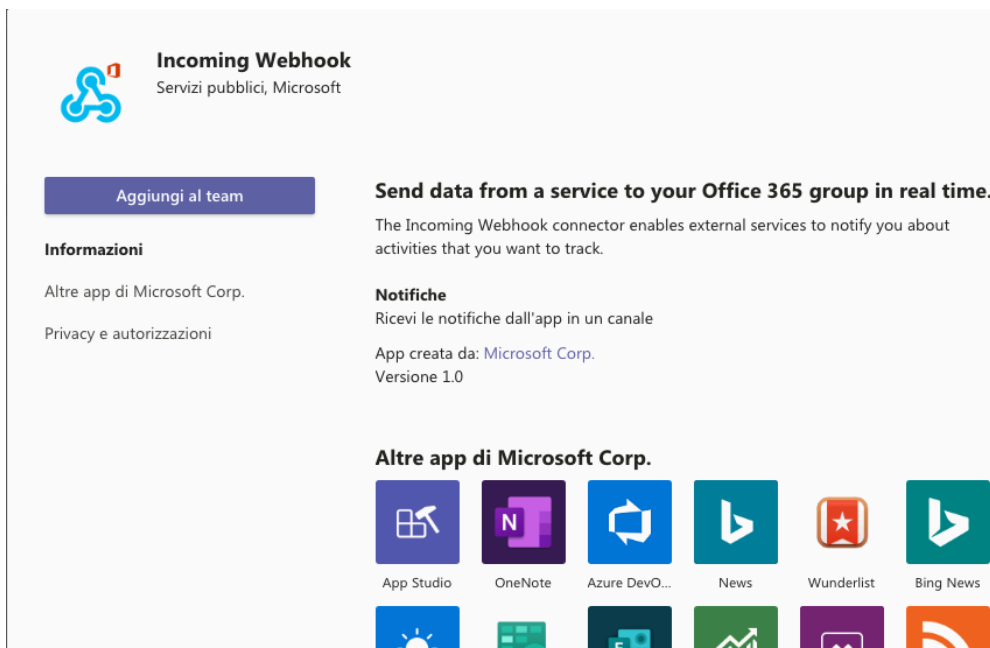 Incoming Webhook
Servizi pubblici, Microsoft
Aggiungi al team
Informazioni
Altre app di Microsoft Corp.
Privacy e autorizzazioni
Send data from a service to your Office 365 group in real time.
The Incoming Webhook connector enables external services to notify you about
activities that you want to track.
Notifiche
Ricevi le notifiche dall'app in un canale
App creata da: Microsoft Corp.
Versione 1.0
Altre app di Microsoft Corp.
N
App Studio
OneNote
Azure DevO...
News
Wunderlist
Bing News
F